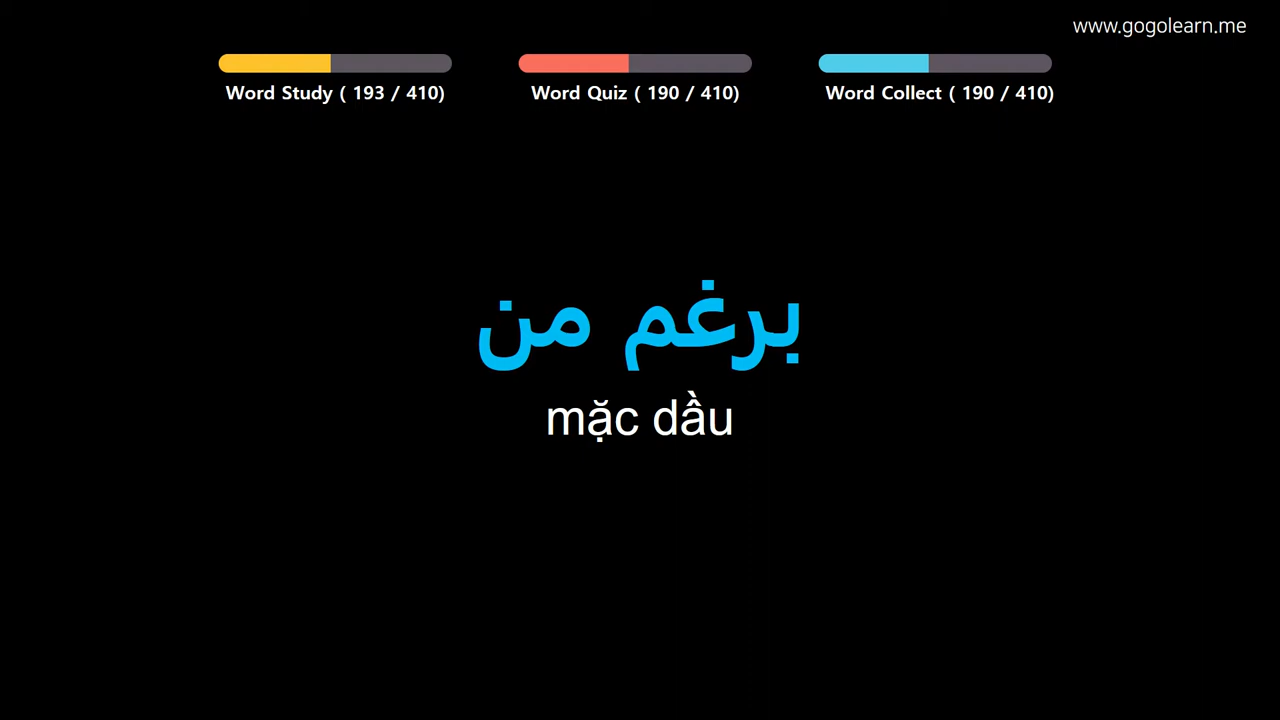 www.gogolearn.me
Word Study ( 193 / 410)
Word Quiz ( 190 / 410)
Word Collect ( 190 / 410)
برغم من
mặc dầu